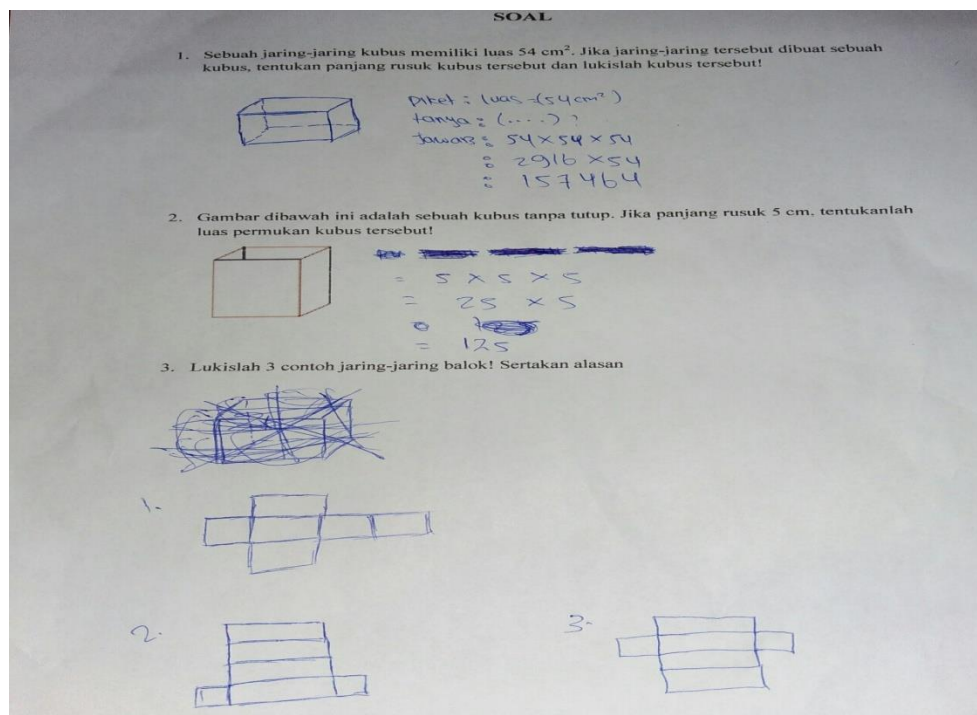 SOAL
1. Sebuah jaring-jaring kubus memiliki luas 54 cm². Jika jaring-jaring tersebut dibuat sebuah
kubus, tentukan panjang rusuk kubus tersebut dan lukislah kubus tersebut!
Diket : luas = (54 cm²)
tanya : (....) ?
Jawab : 54 × 54 × 54
: 2916 × 54
: 157464
2. Gambar dibawah ini adalah sebuah kubus tanpa tutup. Jika panjang rusuk 5 cm, tentukanlah
luas permukan kubus tersebut!
= 5 × 5 × 5
= 25 × 5
= 125
3. Lukislah 3 contoh jaring-jaring balok! Sertakan alasan
1.
2.
3.